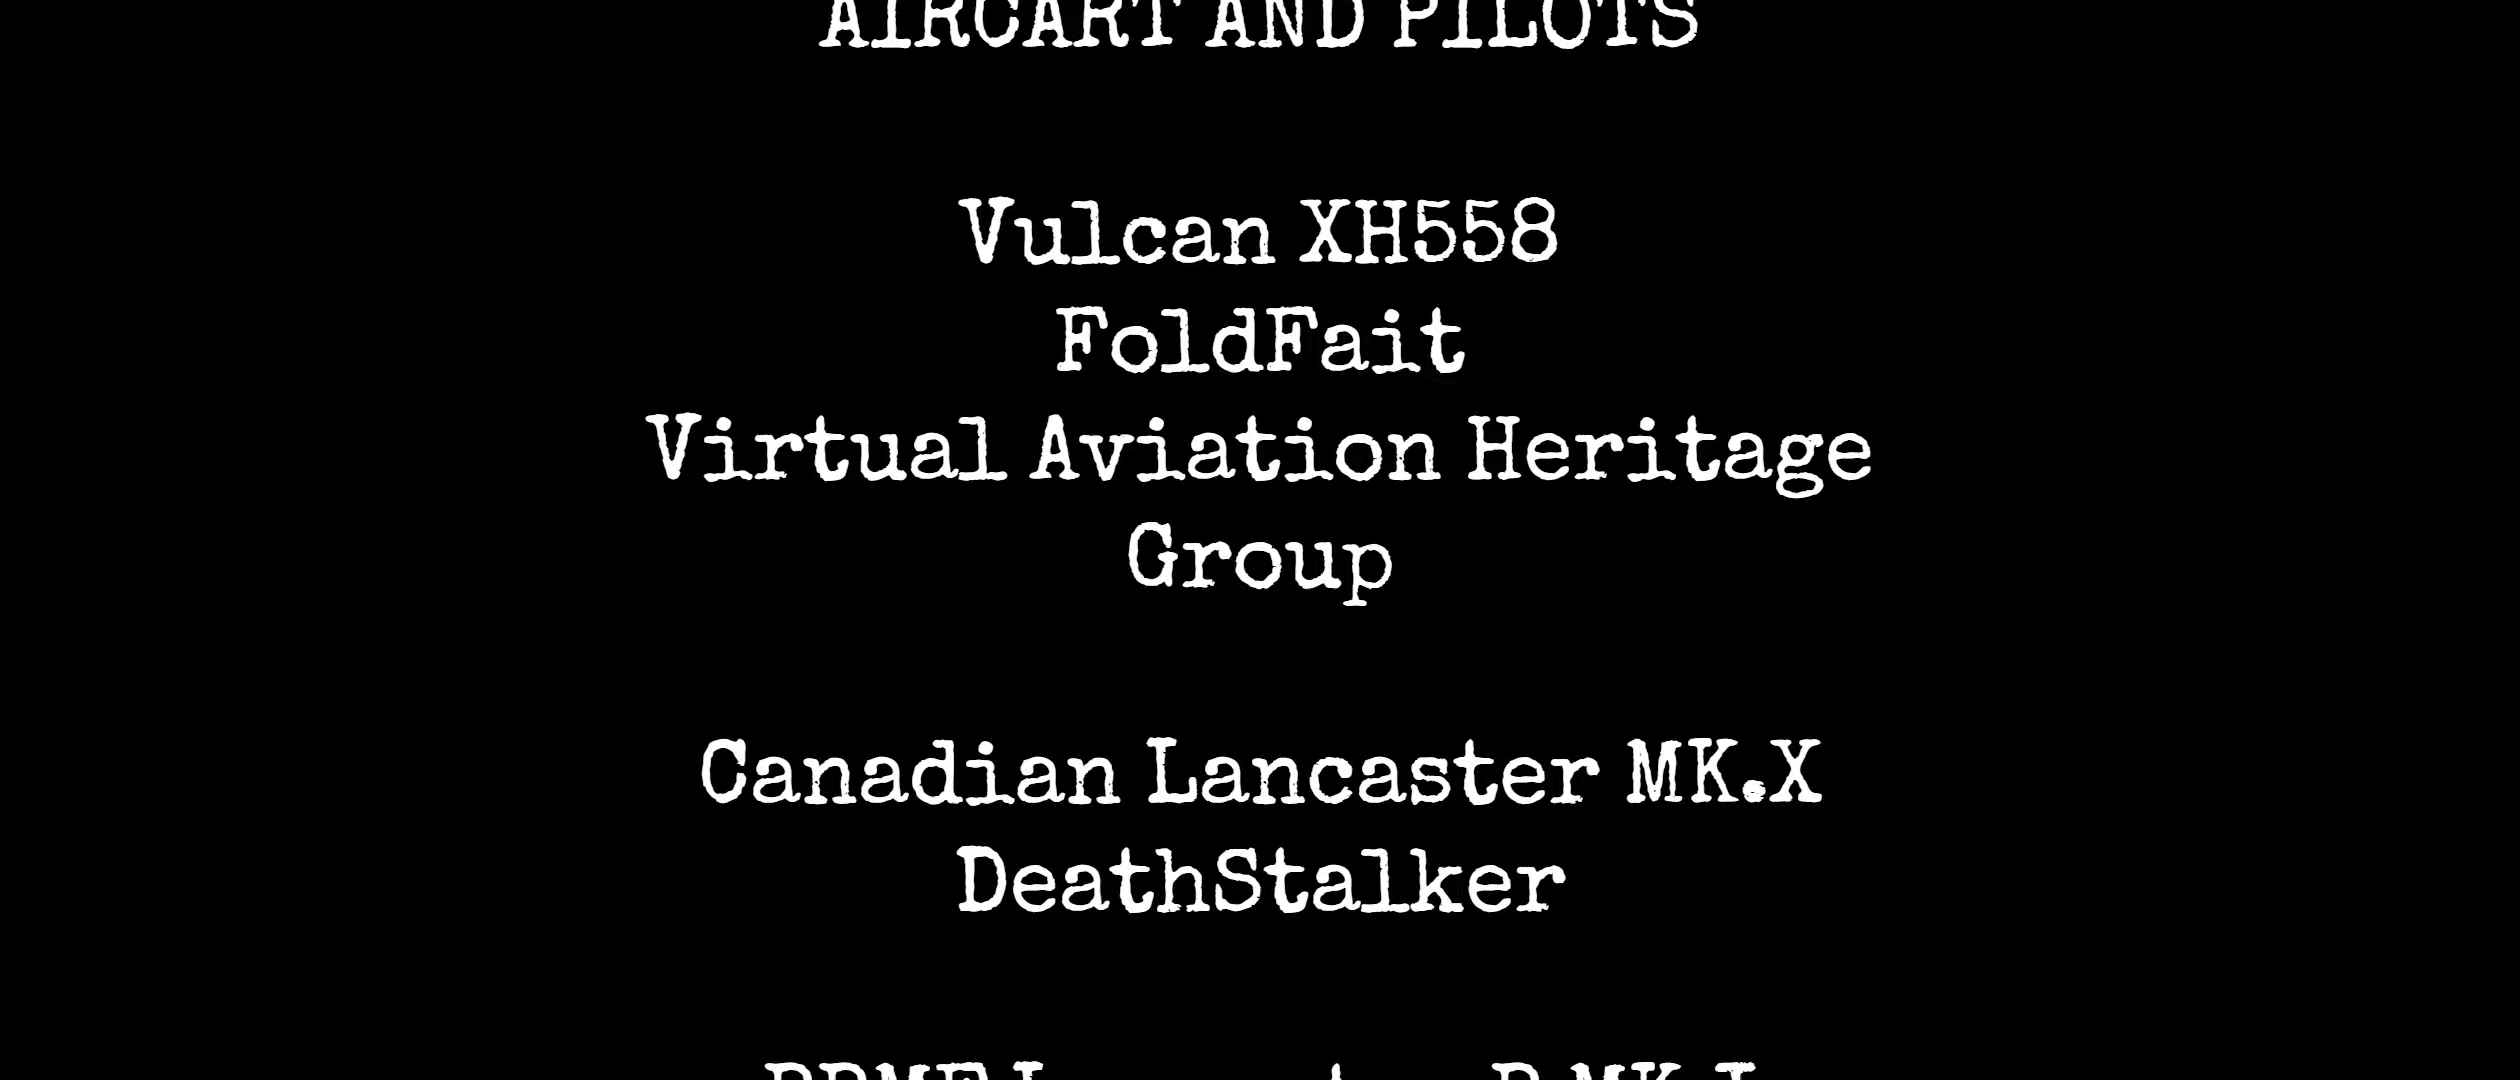 AIRCART AND PILOTS
Vulcan XH558
FoldFait
Virtual Aviation Heritage
Group
Canadian Lancaster MK.X
DeathStalker